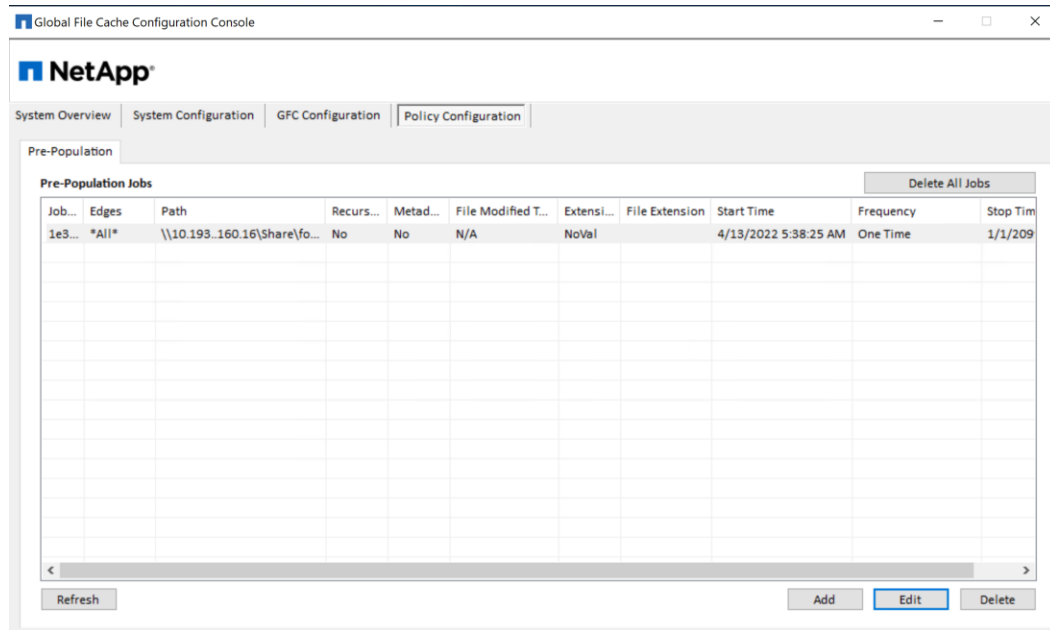 Global File Cache Configuration Console
NetApp®
System Overview System Configuration GFC Configuration Policy Configuration
Pre-Population
Pre-Population Jobs Delete All Jobs
Job... Edges Path Recurs... Metad... File Modified T... Extensi... File Extension Start Time Frequency Stop Tim
1e3... *All* \\10.193..160.16\Share\fo... No No N/A NoVal 4/13/2022 5:38:25 AM One Time 1/1/209
Refresh Add Edit Delete